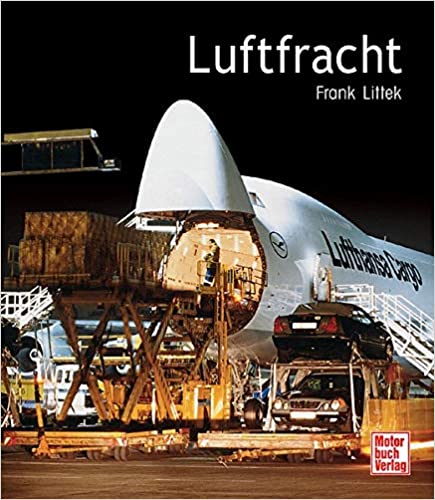 Luftfracht
Frank Littek
Lufthansa Cargo
Motor
buch
Verlag